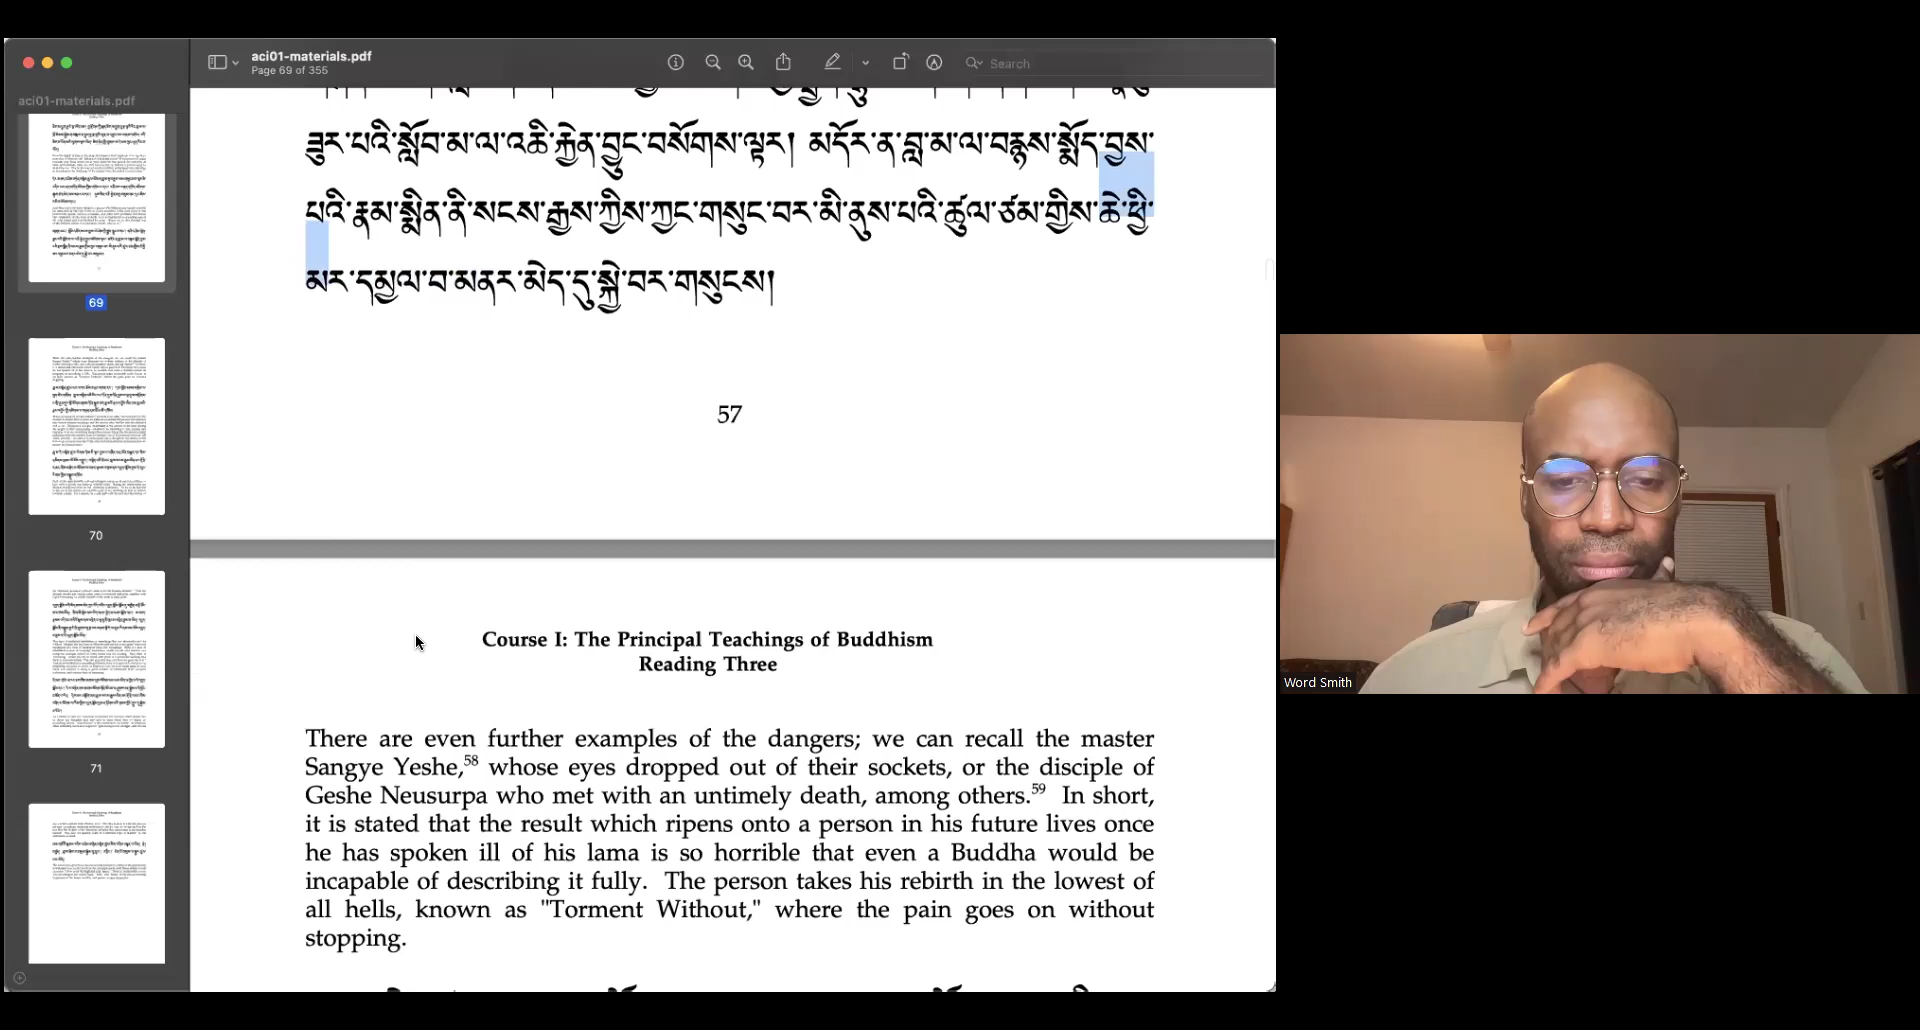 aci01-materials.pdf
Page 69 of 355
Search
aci01-materials.pdf
69
70
71
ཟུར་པའི་སློབ་མ་ལ་འཆི་རྐྱེན་བྱུང་བསོགས་ལྟར། མདོར་ན་བླ་མ་ལ་བརྙས་སྨོད་བྱས་
པའི་རྣམ་སྨིན་ནི་སངས་རྒྱས་ཀྱིས་ཀྱང་གསུང་བར་མི་ནུས་པའི་ཚུལ་ཙམ་གྱིས་ཆེ་ཕྱི་
མར་དམྱལ་བ་མནར་མེད་དུ་སྐྱེ་བར་གསུངས།
57
Course I: The Principal Teachings of Buddhism
Reading Three
There are even further examples of the dangers; we can recall the master
Sangye Yeshe,58 whose eyes dropped out of their sockets, or the disciple of
Geshe Neusurpa who met with an untimely death, among others.59 In short,
it is stated that the result which ripens onto a person in his future lives once
he has spoken ill of his lama is so horrible that even a Buddha would be
incapable of describing it fully. The person takes his rebirth in the lowest of
all hells, known as "Torment Without," where the pain goes on without
stopping.
Word Smith